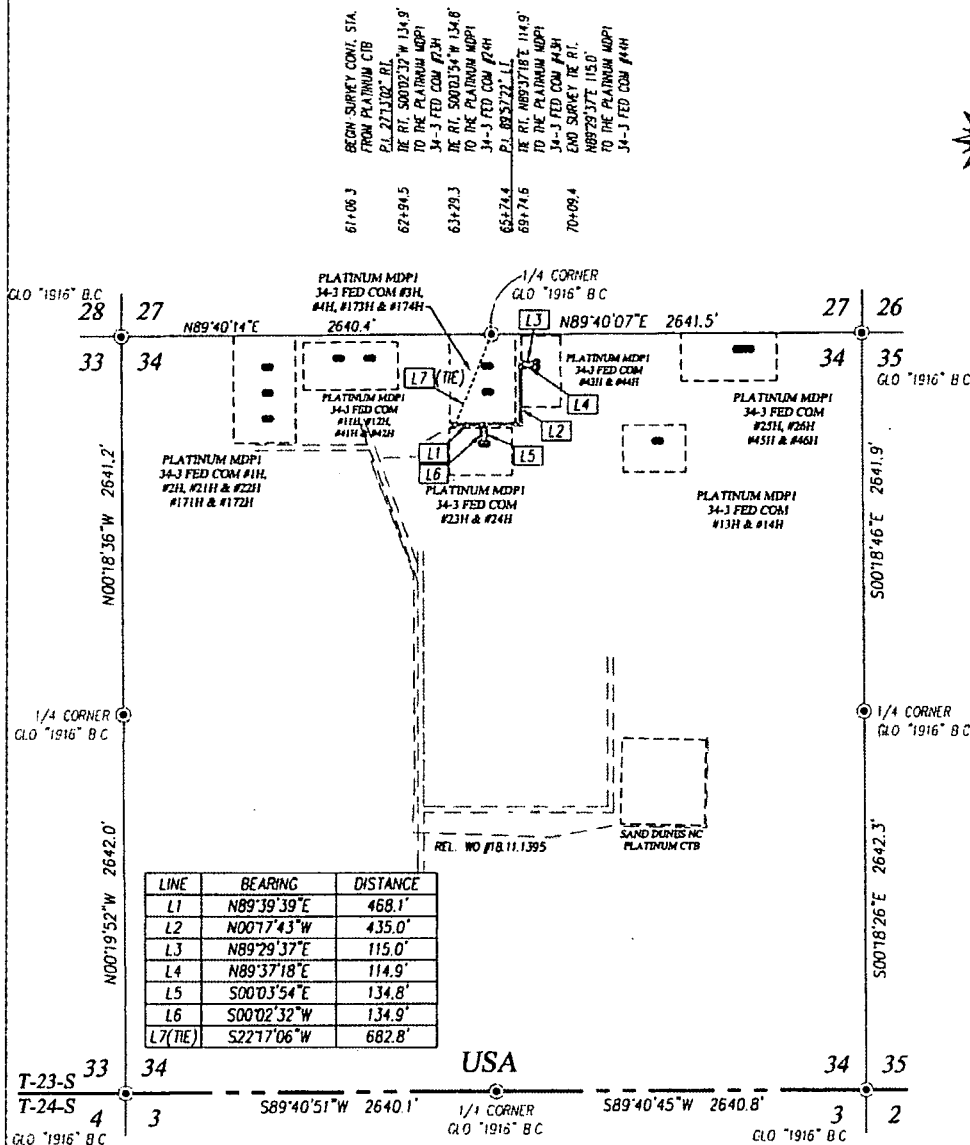 BEGIN SURVEY CONT. STA.
FROM PLATINUM CTB
61+06.3 P.I. 27°13'02" RT.
TIE RT. S00°02'32"W 134.9'
62+94.5 TO THE PLATINUM MDP1
34-3 FED COM #23H
TIE RT. S00°03'54"W 134.8'
63+29.3 TO THE PLATINUM MDP1
34-3 FED COM #24H
65+74.4 P.I. 89°57'22" LT.
TIE RT. N89°37'18"E 114.9'
69+74.6 TO THE PLATINUM MDP1
34-3 FED COM #43H
END SURVEY TIE RT.
N89°29'37"E 115.0'
70+09.4 TO THE PLATINUM MDP1
34-3 FED COM #44H
GLO "1916" B.C
28 27
33 34
N89°40'14"E 2640.4'
PLATINUM MDP1
34-3 FED COM #3H,
#4H, #173H & #174H
1/4 CORNER
GLO "1916" B C
L3
N89°40'07"E 2641.5'
27 26
34 35
GLO "1916" B C
L7 (TIE)
PLATINUM MDP1
34-3 FED COM
#43H & #44H
L4
L2
PLATINUM MDP1
34-3 FED COM
#11H, #12H,
#41H & #42H
PLATINUM MDP1
34-3 FED COM
#25H, #26H
#45H & #46H
L1
L5
L6
PLATINUM MDP1
34-3 FED COM #1H,
#2H, #21H & #22H
#171H & #172H
PLATINUM MDP1
34-3 FED COM
#23H & #24H
PLATINUM MDP1
34-3 FED COM
#13H & #14H
N00°18'36"W 2641.2'
S00°18'46"E 2641.9'
1/4 CORNER
GLO "1916" B C
1/4 CORNER
GLO "1916" B C
SAND DUNES NC
PLATINUM CTB
REL. WO #18.11.1395
N00°19'52"W 2642.0'
S00°18'26"E 2642.3'
LINE BEARING DISTANCE
L1 N89°39'39"E 468.1'
L2 N00°17'43"W 435.0'
L3 N89°29'37"E 115.0'
L4 N89°37'18"E 114.9'
L5 S00°03'54"E 134.8'
L6 S00°02'32"W 134.9'
L7(TIE) S22°17'06"W 682.8'
USA
T-23-S 33 34
34 35
T-24-S 4 3
3 2
S89°40'51"W 2640.1'
1/4 CORNER
GLO "1916" B C
S89°40'45"W 2640.8'
GLO "1916" B C
GLO "1916" B C